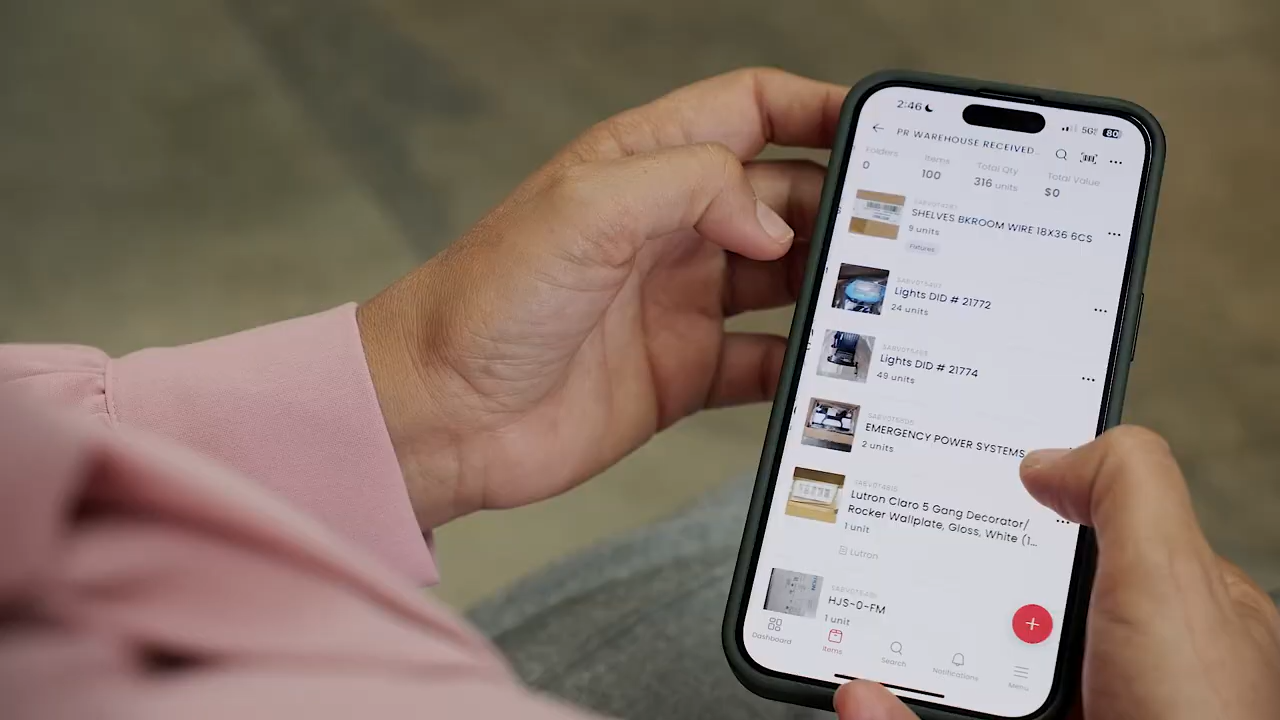 2:46
5G
80
PR WAREHOUSE RECEIVED...
Folders
0
Items
100
Total Qty
316 units
Total Value
$0
SHELVES BKROOM WIRE 18X36 6CS
9 units
Fixtures
Lights DID # 21772
24 units
Lights DID # 21774
49 units
EMERGENCY POWER SYSTEMS
2 units
Lutron Claro 5 Gang Decorator/
Rocker Wallplate, Gloss, White (1...
1 unit
Lutron
HJS-0-FM
1 unit
Dashboard
Items
Search
Notifications
Menu